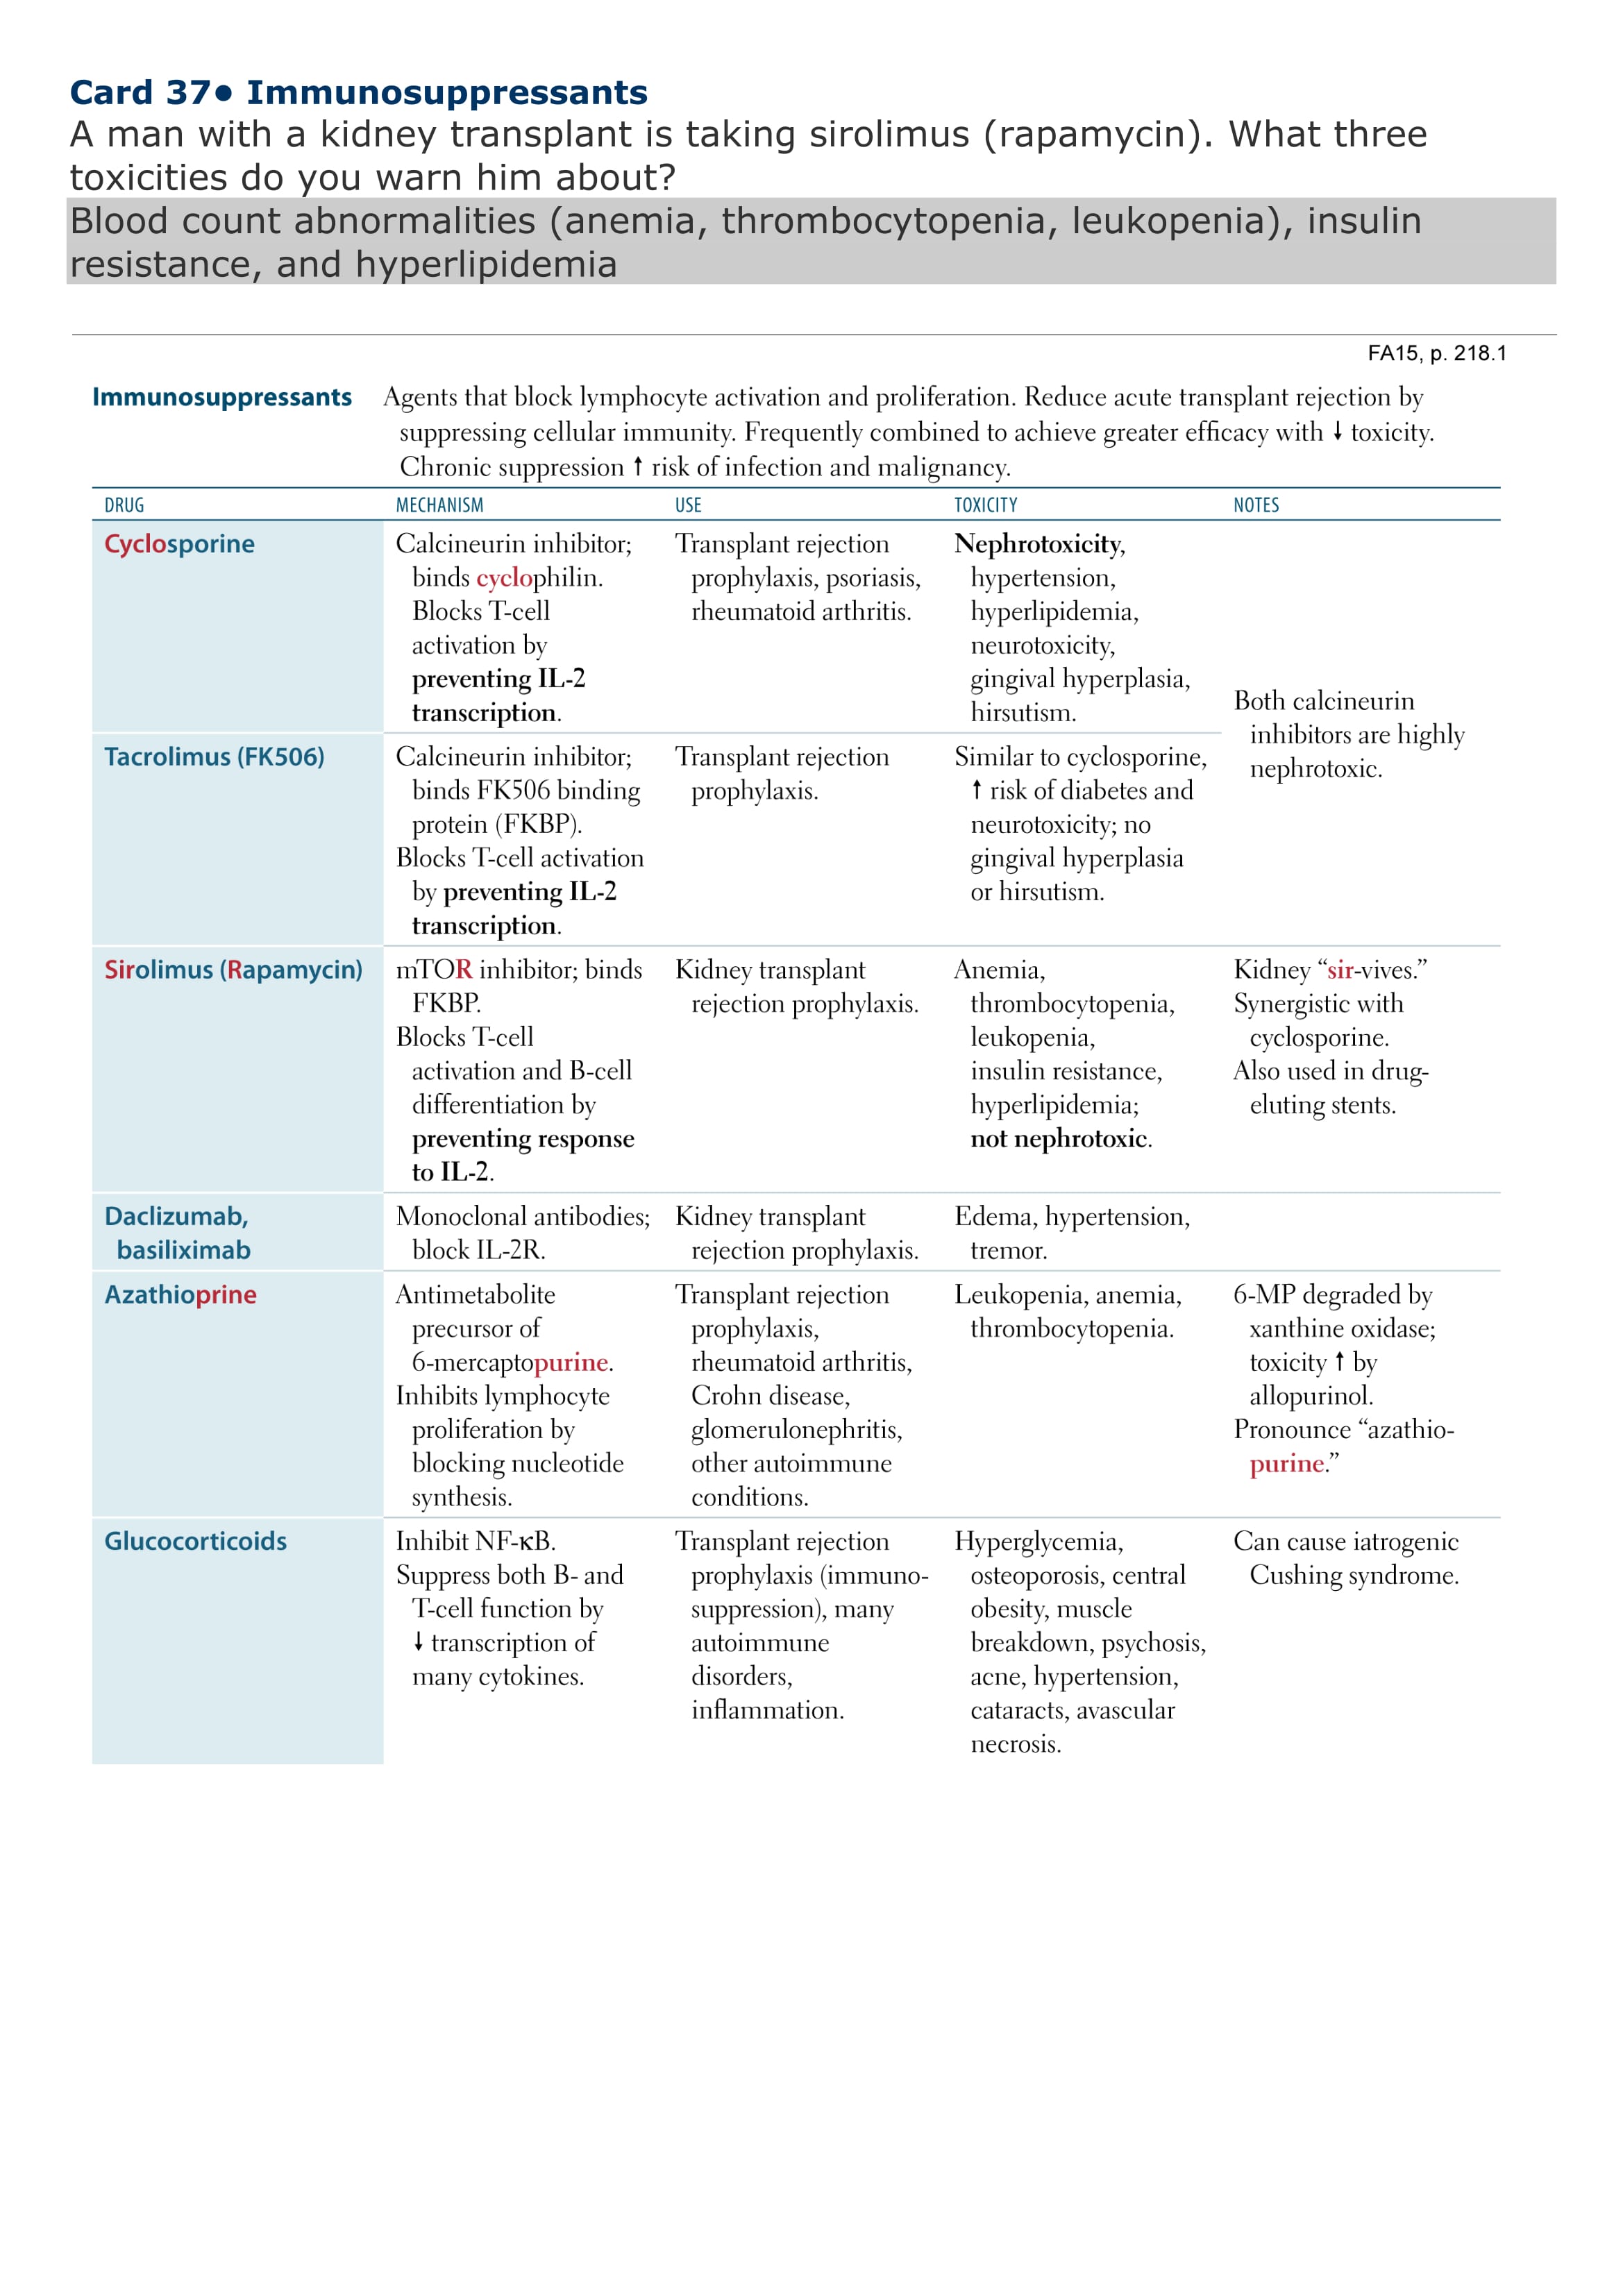 Card 37• Immunosuppressants
A man with a kidney transplant is taking sirolimus (rapamycin). What three
toxicities do you warn him about?
Blood count abnormalities (anemia, thrombocytopenia, leukopenia), insulin
resistance, and hyperlipidemia
FA15, p. 218.1
Immunosuppressants
Agents that block lymphocyte activation and proliferation. Reduce acute transplant rejection by
suppressing cellular immunity. Frequently combined to achieve greater efficacy with ↓ toxicity.
Chronic suppression ↑ risk of infection and malignancy.
DRUG
MECHANISM
USE
TOXICITY
NOTES
Cyclosporine
Calcineurin inhibitor;
binds cyclophilin.
Blocks T-cell
activation by
preventing IL-2
transcription.
Transplant rejection
prophylaxis, psoriasis,
rheumatoid arthritis.
Nephrotoxicity,
hypertension,
hyperlipidemia,
neurotoxicity,
gingival hyperplasia,
hirsutism.
Both calcineurin
inhibitors are highly
nephrotoxic.
Tacrolimus (FK506)
Calcineurin inhibitor;
binds FK506 binding
protein (FKBP).
Blocks T-cell activation
by preventing IL-2
transcription.
Transplant rejection
prophylaxis.
Similar to cyclosporine,
↑ risk of diabetes and
neurotoxicity; no
gingival hyperplasia
or hirsutism.
Sirolimus (Rapamycin)
mTOR inhibitor; binds
FKBP.
Blocks T-cell
activation and B-cell
differentiation by
preventing response
to IL-2.
Kidney transplant
rejection prophylaxis.
Anemia,
thrombocytopenia,
leukopenia,
insulin resistance,
hyperlipidemia;
not nephrotoxic.
Kidney “sir-vives.”
Synergistic with
cyclosporine.
Also used in drug-
eluting stents.
Daclizumab,
basiliximab
Monoclonal antibodies;
block IL-2R.
Kidney transplant
rejection prophylaxis.
Edema, hypertension,
tremor.
Azathioprine
Antimetabolite
precursor of
6-mercaptopurine.
Inhibits lymphocyte
proliferation by
blocking nucleotide
synthesis.
Transplant rejection
prophylaxis,
rheumatoid arthritis,
Crohn disease,
glomerulonephritis,
other autoimmune
conditions.
Leukopenia, anemia,
thrombocytopenia.
6-MP degraded by
xanthine oxidase;
toxicity ↑ by
allopurinol.
Pronounce “azathio-
purine.”
Glucocorticoids
Inhibit NF-κB.
Suppress both B- and
T-cell function by
↓ transcription of
many cytokines.
Transplant rejection
prophylaxis (immuno-
suppression), many
autoimmune
disorders,
inflammation.
Hyperglycemia,
osteoporosis, central
obesity, muscle
breakdown, psychosis,
acne, hypertension,
cataracts, avascular
necrosis.
Can cause iatrogenic
Cushing syndrome.